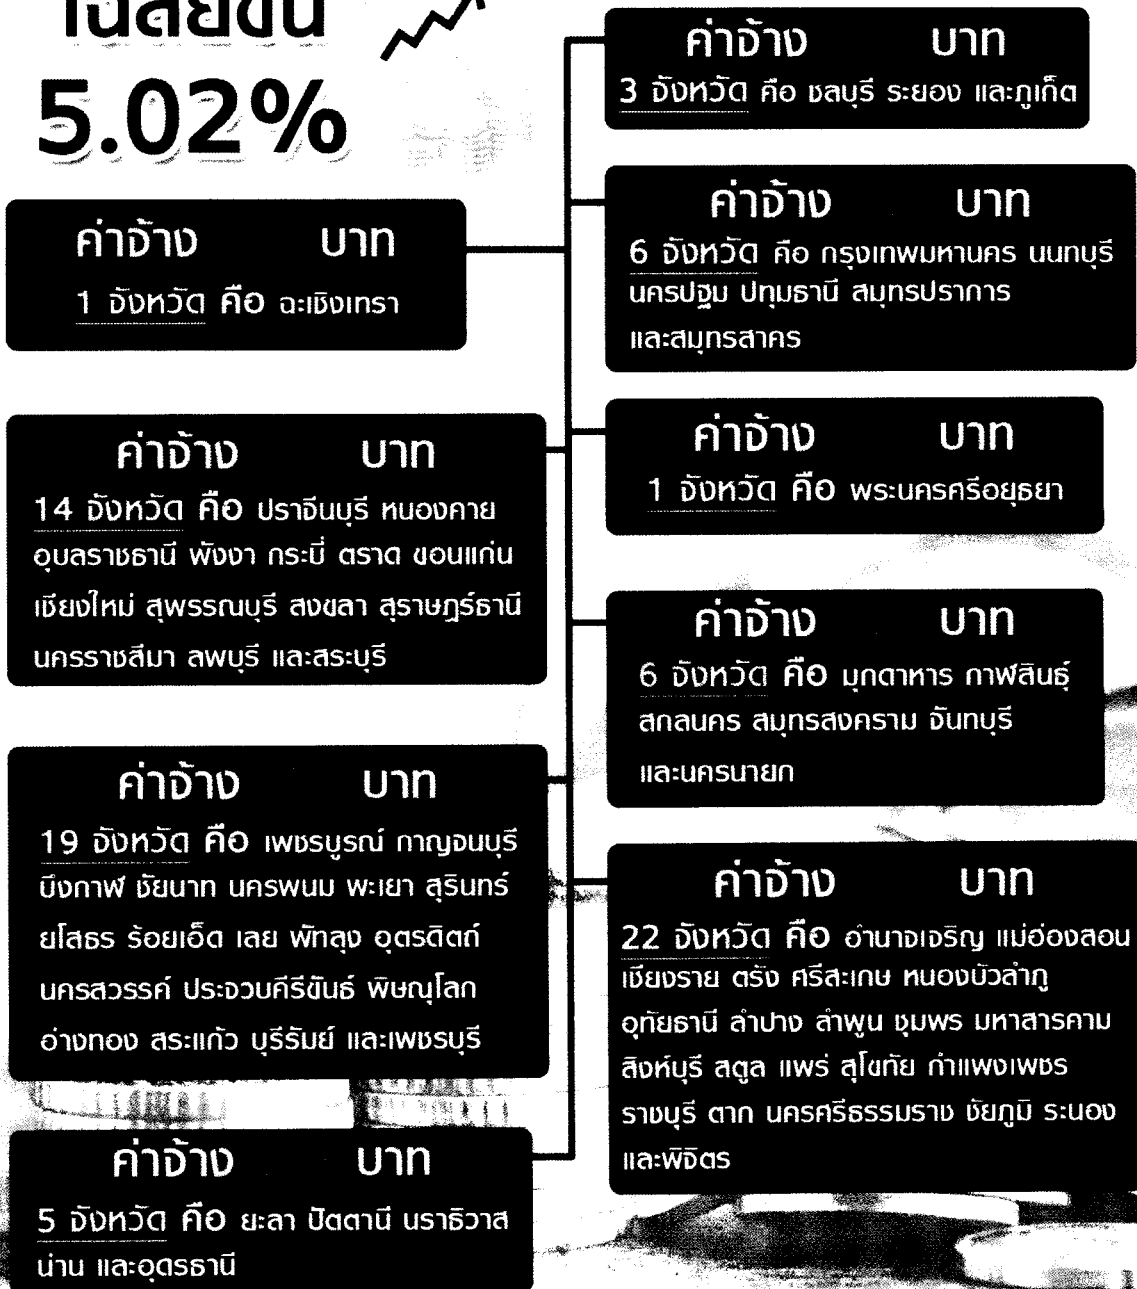 เฉลี่ยขึ้น
5.02%
ค่าจ้าง บาท
3 จังหวัด คือ ชลบุรี ระยอง และภูเก็ต
ค่าจ้าง บาท
6 จังหวัด คือ กรุงเทพมหานคร นนทบุรี
นครปฐม ปทุมธานี สมุทรปราการ
และสมุทรสาคร
ค่าจ้าง บาท
1 จังหวัด คือ ฉะเชิงเทรา
ค่าจ้าง บาท
1 จังหวัด คือ พระนครศรีอยุธยา
ค่าจ้าง บาท
14 จังหวัด คือ ปราจีนบุรี หนองคาย
อุบลราชธานี พังงา กระบี่ ตราด ขอนแก่น
เชียงใหม่ สุพรรณบุรี สงขลา สุราษฎร์ธานี
นครราชสีมา ลพบุรี และสระบุรี
ค่าจ้าง บาท
6 จังหวัด คือ มุกดาหาร กาฬสินธุ์
สกลนคร สมุทรสงคราม จันทบุรี
และนครนายก
ค่าจ้าง บาท
19 จังหวัด คือ เพชรบูรณ์ กาญจนบุรี
บึงกาฬ ชัยนาท นครพนม พะเยา สุรินทร์
ยโสธร ร้อยเอ็ด เลย พัทลุง อุตรดิตถ์
นครสวรรค์ ประจวบคีรีขันธ์ พิษณุโลก
อ่างทอง สระแก้ว บุรีรัมย์ และเพชรบุรี
ค่าจ้าง บาท
22 จังหวัด คือ อำนาจเจริญ แม่ฮ่องสอน
เชียงราย ตรัง ศรีสะเกษ หนองบัวลำภู
อุทัยธานี ลำปาง ลำพูน ชุมพร มหาสารคาม
สิงห์บุรี สตูล แพร่ สุโขทัย กำแพงเพชร
ราชบุรี ตาก นครศรีธรรมราช ชัยภูมิ ระนอง
และพิจิตร
ค่าจ้าง บาท
5 จังหวัด คือ ยะลา ปัตตานี นราธิวาส
น่าน และอุดรธานี